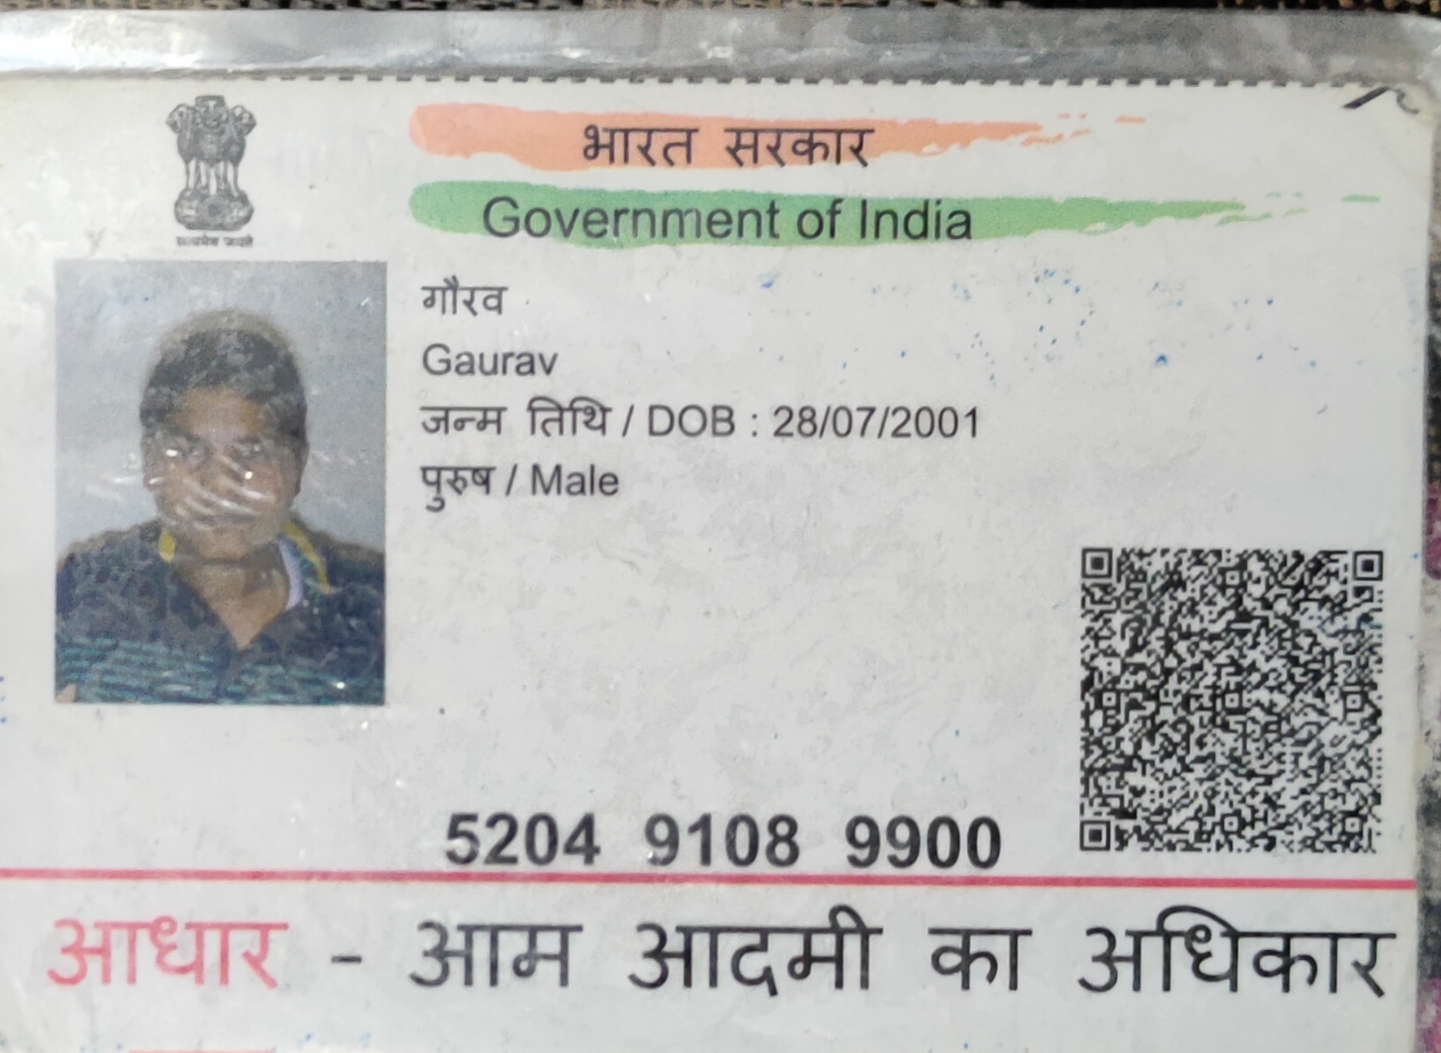 सत्यमेव जयते
भारत सरकार
Government of India
गौरव
Gaurav
जन्म तिथि / DOB : 28/07/2001
पुरुष / Male
5204 9108 9900
आधार - आम आदमी का अधिकार